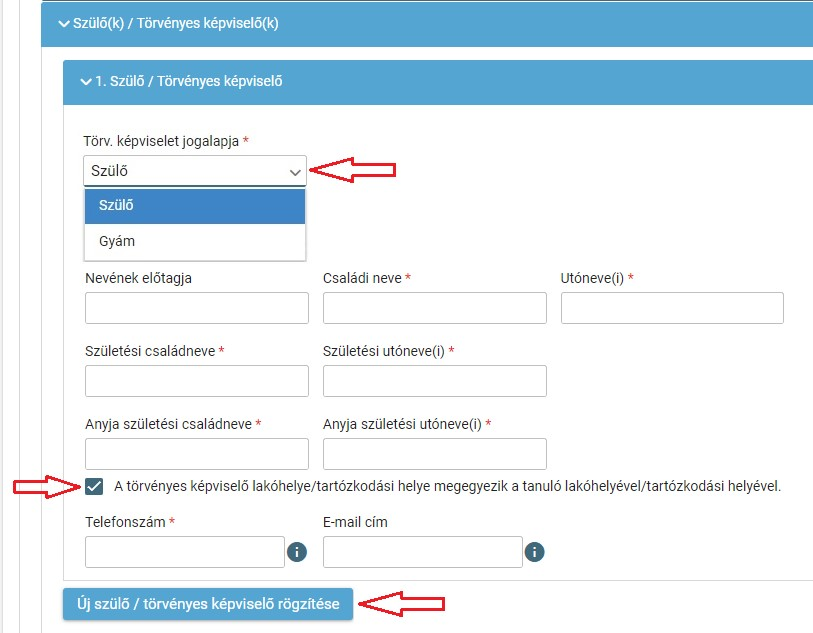 Szülő(k) / Törvényes képviselő(k)
1. Szülő / Törvényes képviselő
Törv. képviselet jogalapja *
Szülő
Szülő
Gyám
Nevének előtagja Családi neve * Utóneve(i) *
Születési családneve * Születési utóneve(i) *
Anyja születési családneve * Anyja születési utóneve(i) *
A törvényes képviselő lakóhelye/tartózkodási helye megegyezik a tanuló lakóhelyével/tartózkodási helyével.
Telefonszám * E-mail cím
Új szülő / törvényes képviselő rögzítése